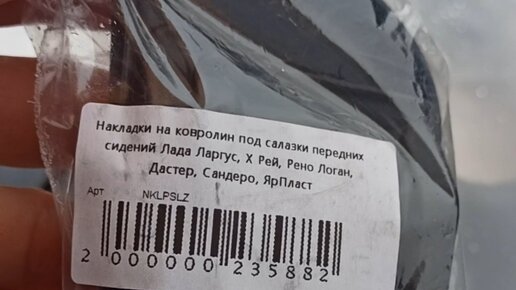 Накладки на ковролин под салазки передних
сидений Лада Ларгус, Х Рей, Рено Логан,
Дастер, Сандеро, ЯрПласт
Арт NKLPSLZ
2 000000 235882